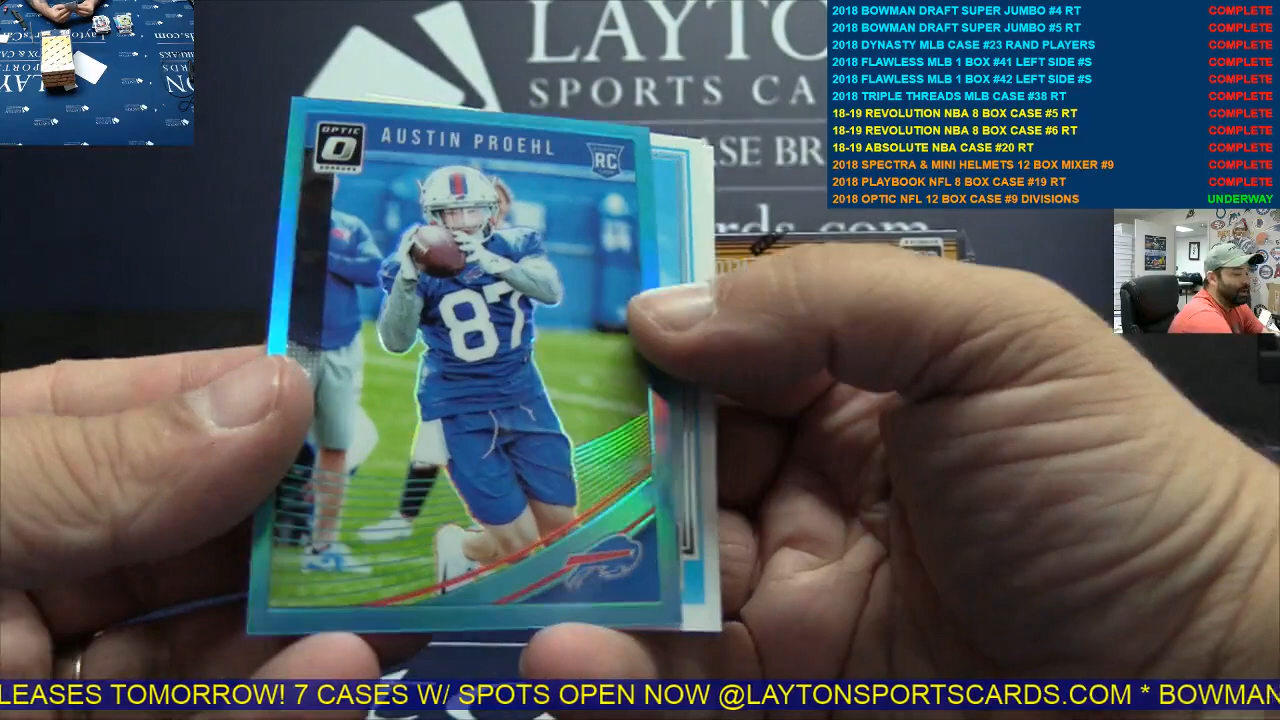 LAYTO
SPORTS CA
SE BR
ds.com
2018 BOWMAN DRAFT SUPER JUMBO #4 RT COMPLETE
2018 BOWMAN DRAFT SUPER JUMBO #5 RT COMPLETE
2018 DYNASTY MLB CASE #23 RAND PLAYERS COMPLETE
2018 FLAWLESS MLB 1 BOX #41 LEFT SIDE #S COMPLETE
2018 FLAWLESS MLB 1 BOX #42 LEFT SIDE #S COMPLETE
2018 TRIPLE THREADS MLB CASE #38 RT COMPLETE
18-19 REVOLUTION NBA 8 BOX CASE #5 RT COMPLETE
18-19 REVOLUTION NBA 8 BOX CASE #6 RT COMPLETE
18-19 ABSOLUTE NBA CASE #20 RT COMPLETE
2018 SPECTRA & MINI HELMETS 12 BOX MIXER #9 COMPLETE
2018 PLAYBOOK NFL 8 BOX CASE #19 RT COMPLETE
2018 OPTIC NFL 12 BOX CASE #9 DIVISIONS UNDERWAY
OPTIC
AUSTIN PROEHL
RC
87
LEASES TOMORROW! 7 CASES W/ SPOTS OPEN NOW @LAYTONSPORTSCARDS.COM * BOWMAN